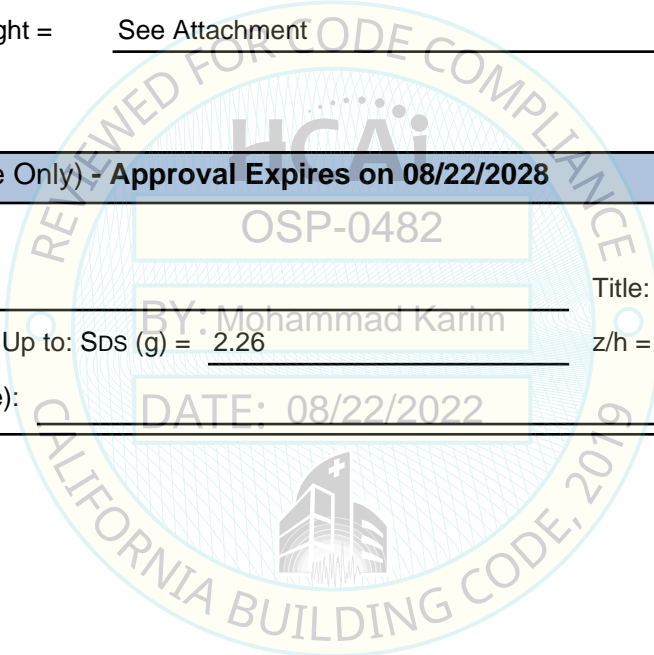 ght = See Attachment
REVIEWED FOR CODE COMPLIANCE
HCAi
e Only) - Approval Expires on 08/22/2028
OSP-0482
Title:
BY: Mohammad Karim
Up to: SDS (g) = 2.26 z/h =
e):
DATE: 08/22/2022
CALIFORNIA BUILDING CODE, 2019